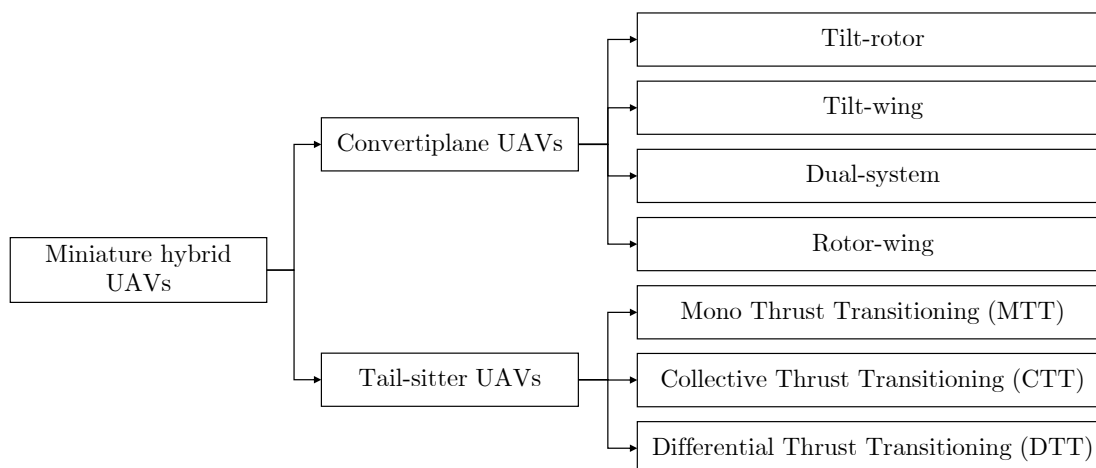 Miniature hybrid
UAVs
Convertiplane UAVs
Tilt-rotor
Tilt-wing
Dual-system
Rotor-wing
Tail-sitter UAVs
Mono Thrust Transitioning (MTT)
Collective Thrust Transitioning (CTT)
Differential Thrust Transitioning (DTT)